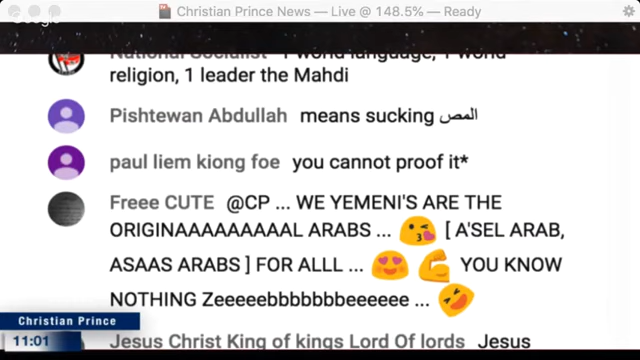 Christian Prince News — Live @ 148.5% — Ready
National Socialist 1 world language, 1 world
religion, 1 leader the Mahdi
Pishtewan Abdullah means sucking المص
paul liem kiong foe you cannot proof it*
Freee CUTE @CP ... WE YEMENI'S ARE THE
ORIGINAAAAAAAAAL ARABS ... 😘 [ A'SEL ARAB,
ASAAS ARABS ] FOR ALLL ... 😍 💪 YOU KNOW
NOTHING Zeeeeebbbbbbbeeeeee ... 🤣
Christian Prince
11:01
Jesus Christ King of kings Lord Of lords Jesus